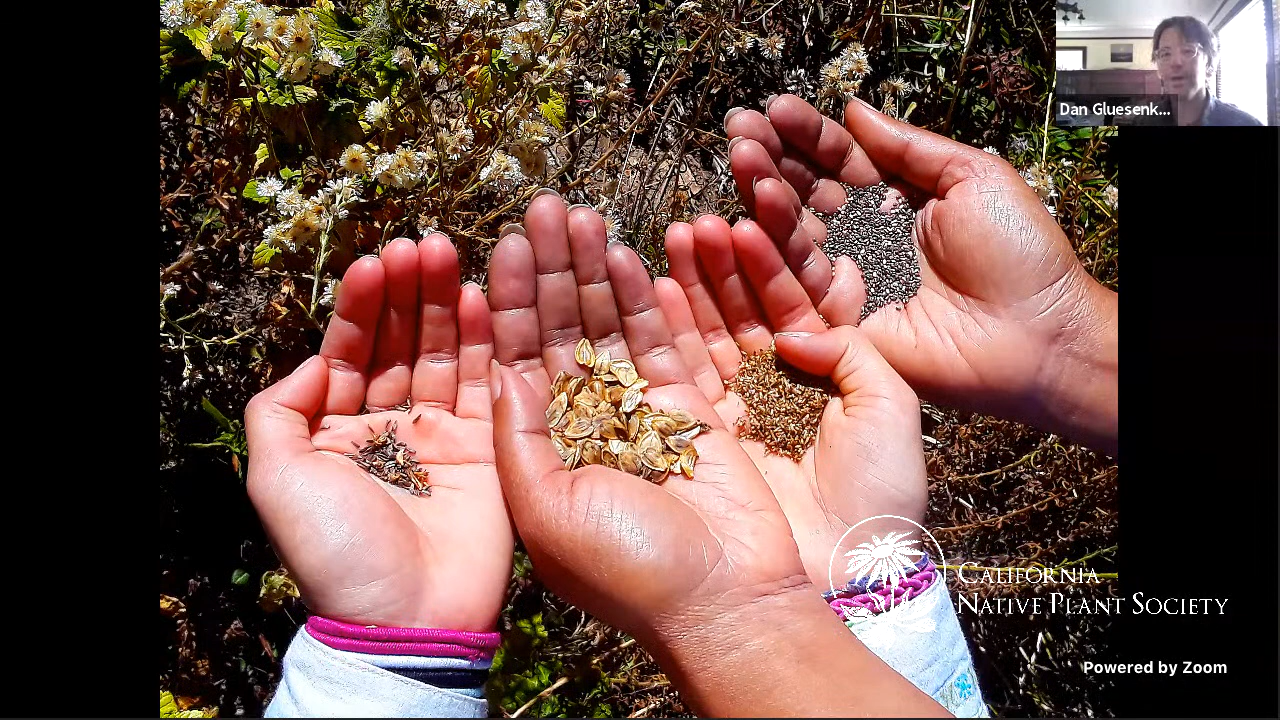 Dan Gluesenk...
CALIFORNIA
NATIVE PLANT SOCIETY
Powered by Zoom